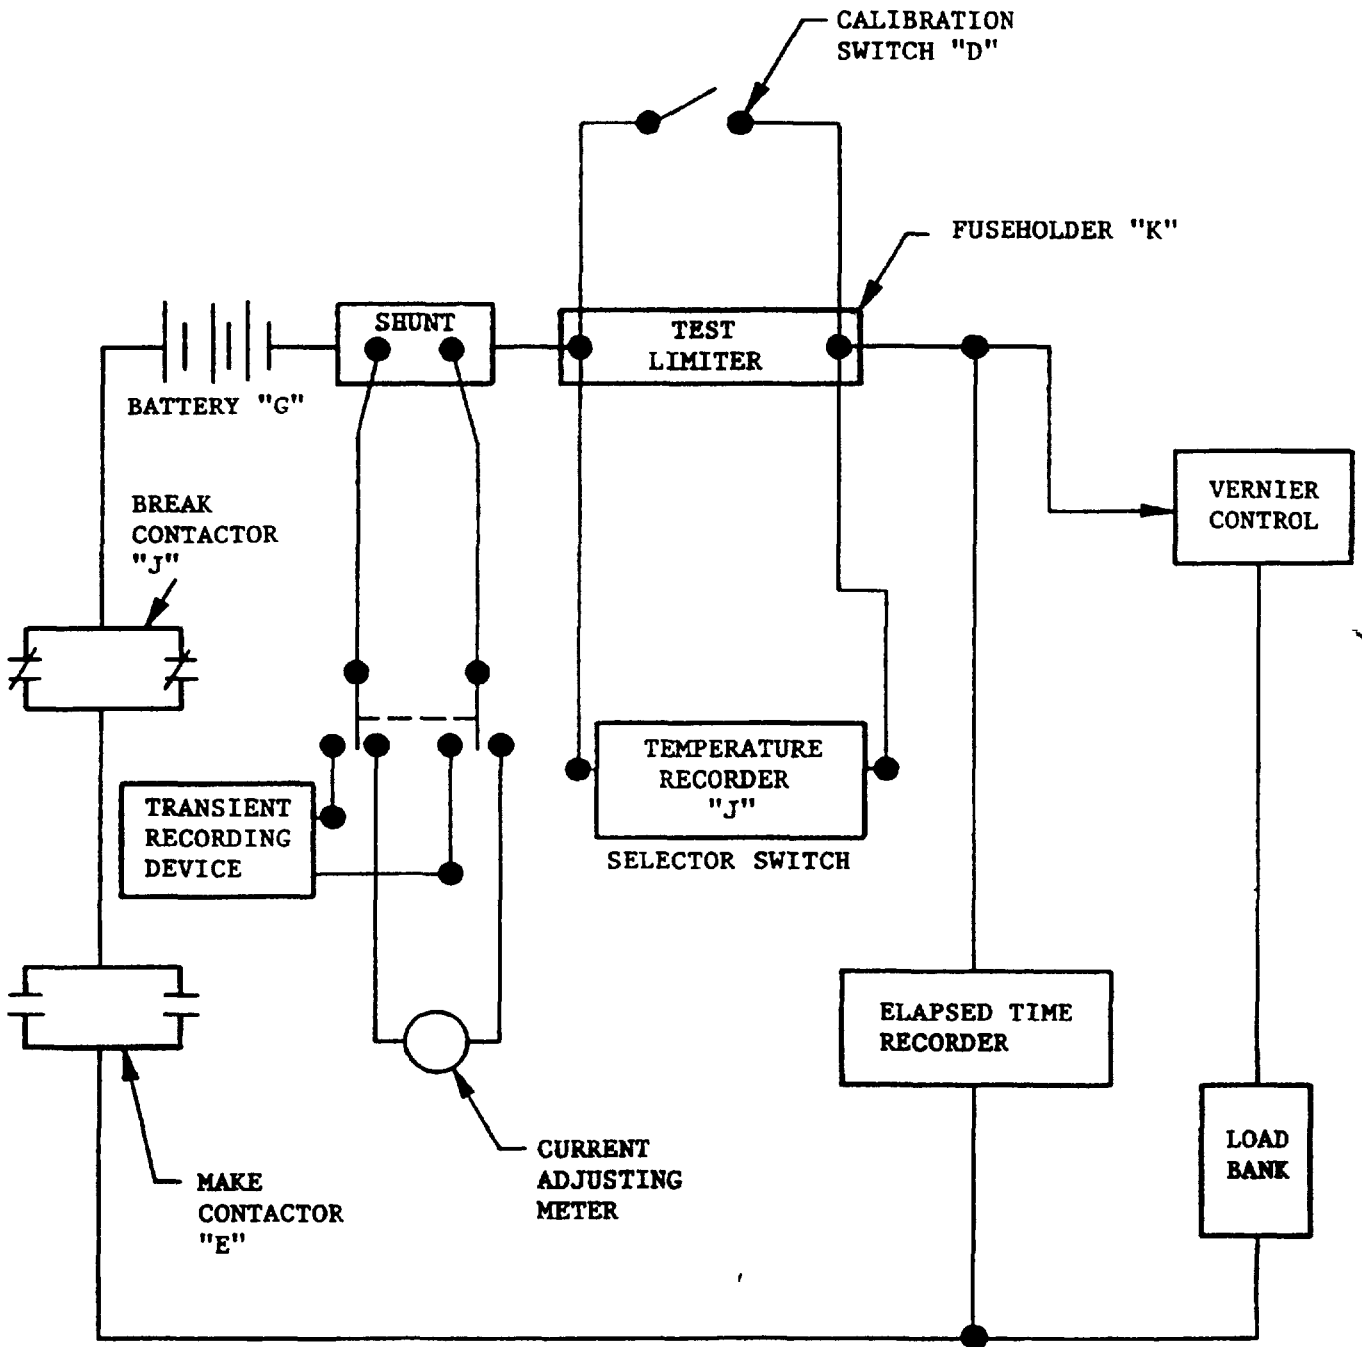 CALIBRATION
SWITCH "D"
FUSEHOLDER "K"
SHUNT
TEST
LIMITER
BATTERY "G"
BREAK
CONTACTOR
"J"
VERNIER
CONTROL
TEMPERATURE
RECORDER
"J"
SELECTOR SWITCH
TRANSIENT
RECORDING
DEVICE
ELAPSED TIME
RECORDER
LOAD
BANK
CURRENT
ADJUSTING
METER
MAKE
CONTACTOR
"E"